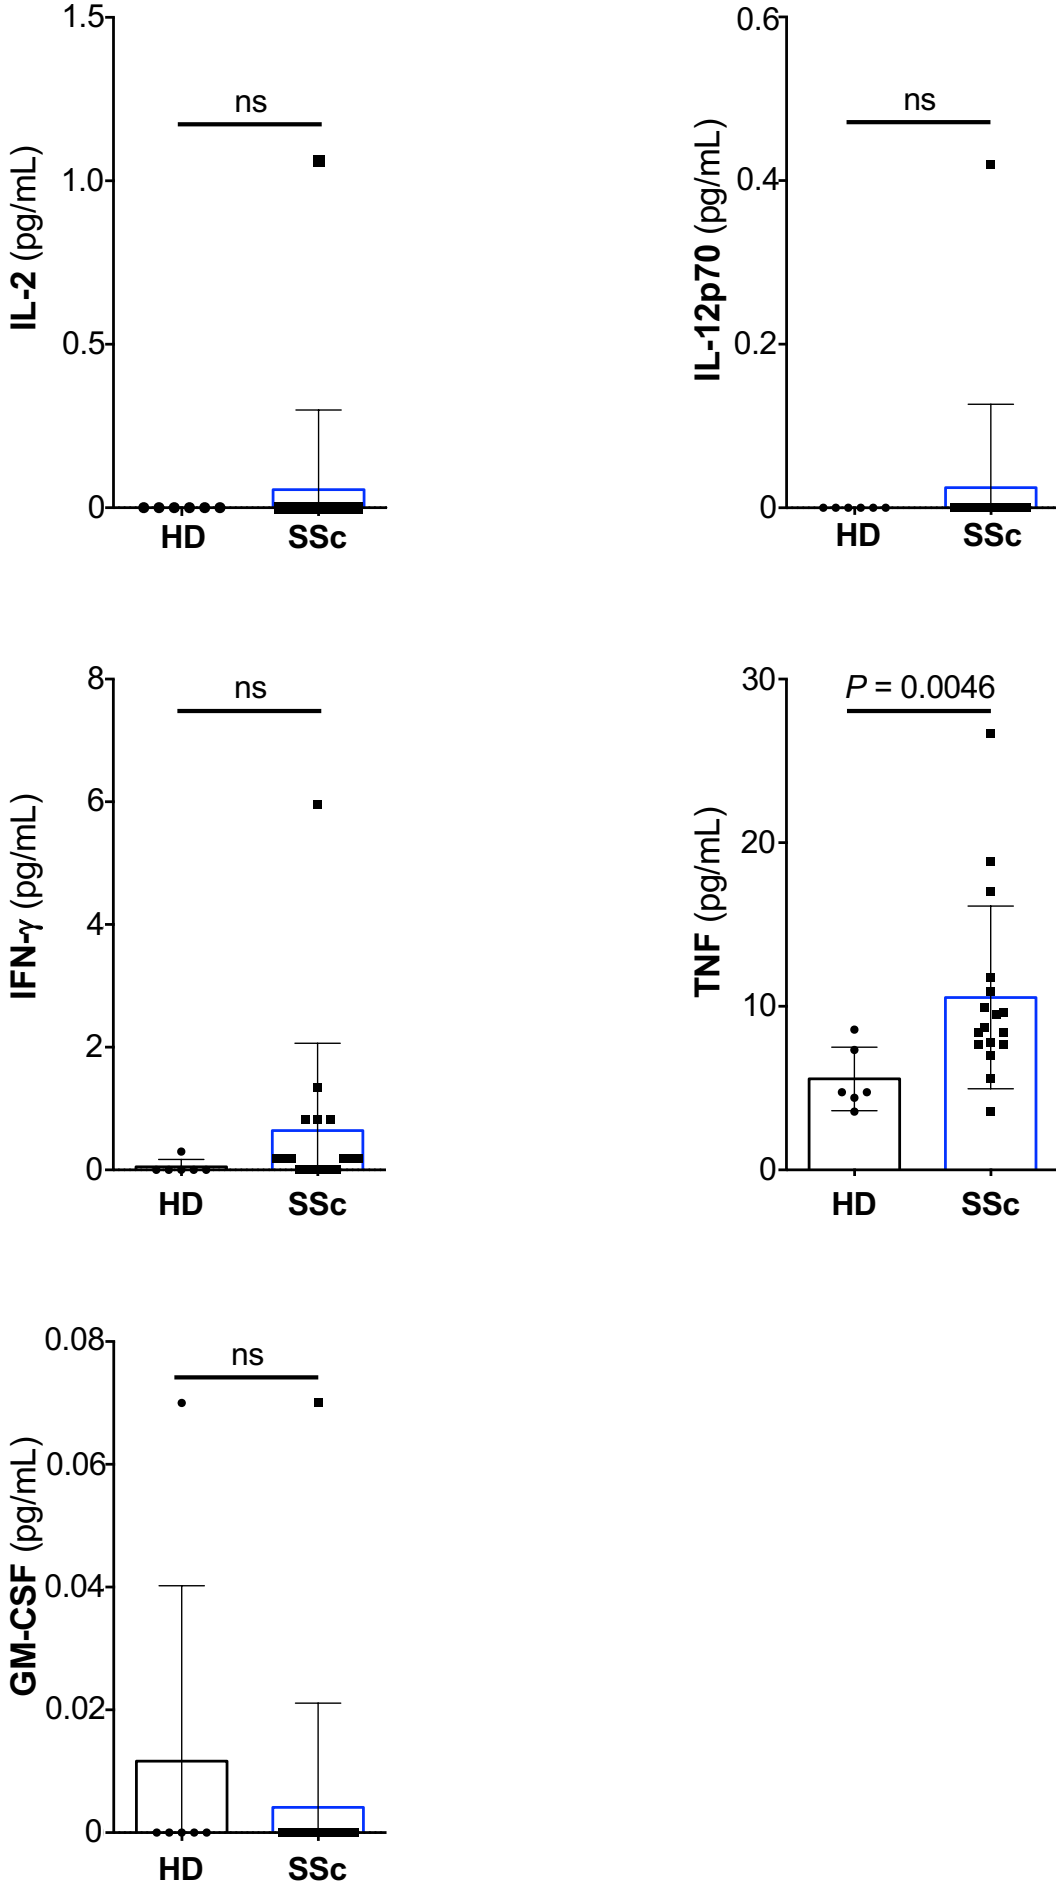 IL-2 (pg/mL)
1.5
1.0
0.5
0
ns
HD
SSc
IL-12p70 (pg/mL)
0.6
0.4
0.2
0
ns
HD
SSc
IFN-γ (pg/mL)
8
6
4
2
0
ns
HD
SSc
TNF (pg/mL)
30
20
10
0
P = 0.0046
HD
SSc
GM-CSF (pg/mL)
0.08
0.06
0.04
0.02
0
ns
HD
SSc